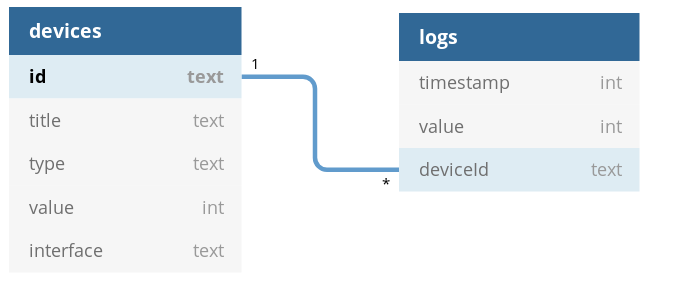 devices
id text
title text
type text
value int
interface text
1
*
logs
timestamp int
value int
deviceId text